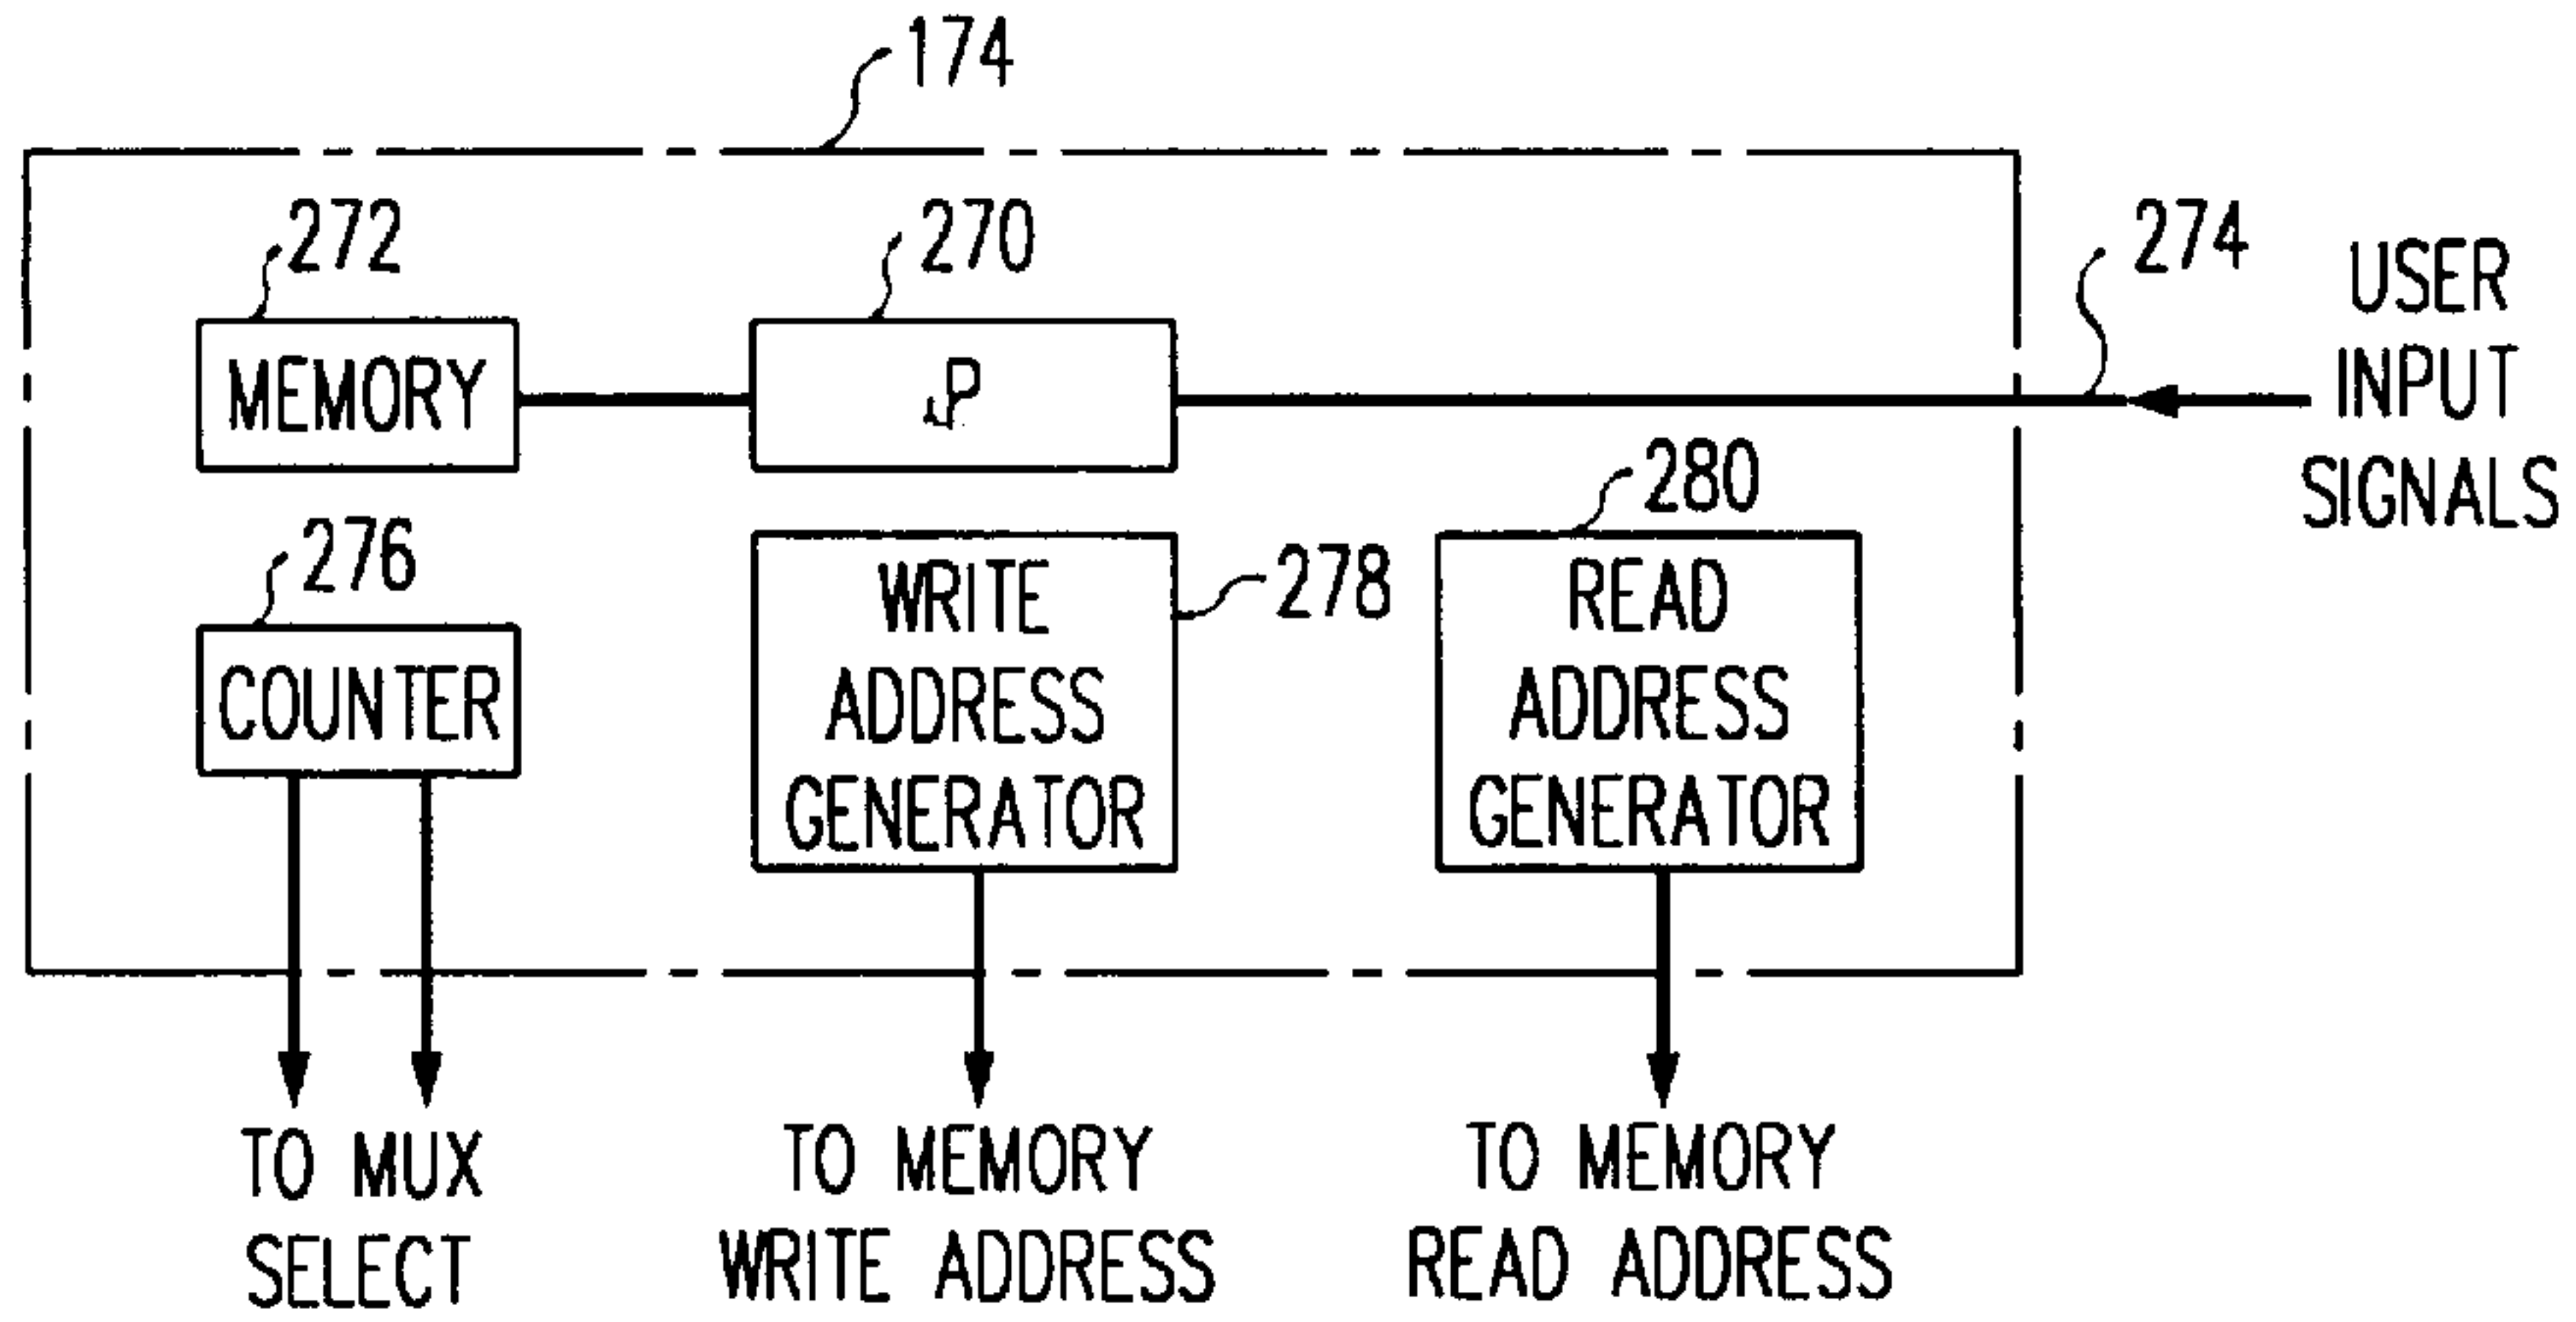 174
272
270
274
USER
INPUT
SIGNALS
MEMORY
P
280
276
278
COUNTER
WRITE
ADDRESS
GENERATOR
READ
ADDRESS
GENERATOR
TO MUX
SELECT
TO MEMORY
WRITE ADDRESS
TO MEMORY
READ ADDRESS